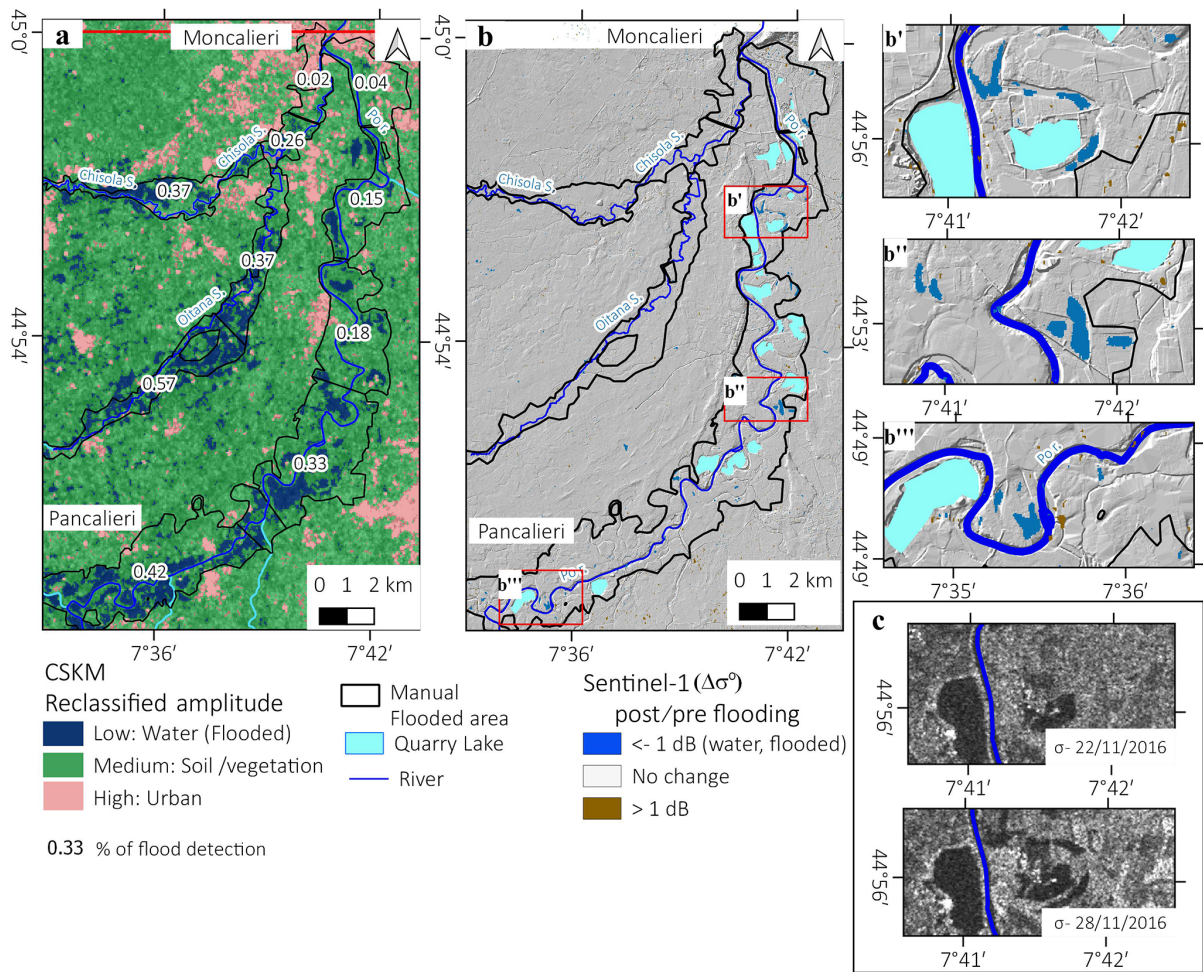 a
Moncalieri
45°0'
0.02
0.04
Po r.
0.26
Chisola S.
Chisola S.
0.37
0.15
0.37
Oitana S.
0.18
44°54'
0.57
0.33
Pancalieri
0.42
0 1 2 km
7°36' 7°42'
b
Moncalieri
45°0'
Po r.
Chisola S.
Chisola S.
b'
Oitana S.
44°54'
b''
Pancalieri
b'''
Po r.
0 1 2 km
7°36' 7°42'
b'
44°56'
7°41' 7°42'
b''
44°53'
7°41' 7°42'
b'''
Po r.
44°49'
44°49'
7°35' 7°36'
c
44°56'
σ- 22/11/2016
7°41' 7°42'
44°56'
σ- 28/11/2016
7°41' 7°42'
CSKM
Reclassified amplitude
Low: Water (Flooded)
Medium: Soil /vegetation
High: Urban
0.33 % of flood detection
Manual
Flooded area
Quarry Lake
River
Sentinel-1 (Δσ°)
post/pre flooding
<- 1 dB (water, flooded)
No change
> 1 dB